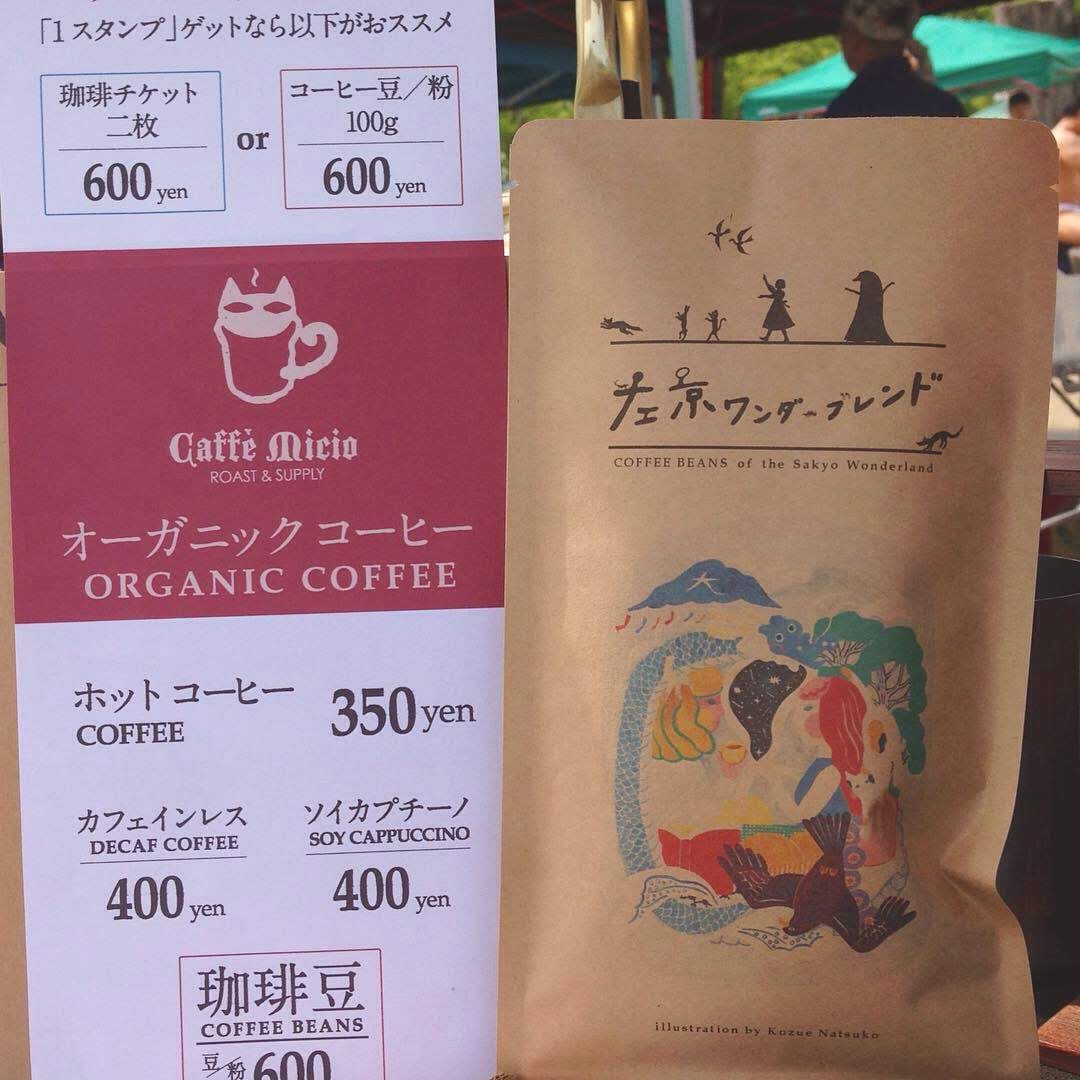 「1スタンプ」ゲットなら以下がおススメ
珈琲チケット
二枚
600 yen
or
コーヒー豆／粉
100g
600 yen
Caffè Micio
ROAST & SUPPLY
オーガニック コーヒー
ORGANIC COFFEE
ホット コーヒー
COFFEE
350 yen
カフェインレス
DECAF COFFEE
400 yen
ソイカプチーノ
SOY CAPPUCCINO
400 yen
珈琲豆
COFFEE BEANS
豆／粉 600
左京ワンダーブレンド
COFFEE BEANS of the Sakyo Wonderland
大
illustration by Kozue Natsuko